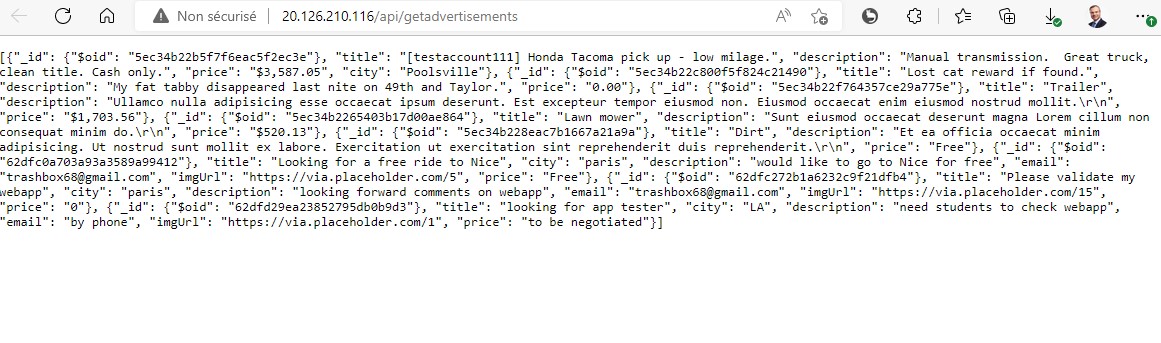 Non sécurisé | 20.126.210.116/api/getadvertisements
[{"_id": {"$oid": "5ec34b22b5f7f6eac5f2ec3e"}, "title": "[testaccount111] Honda Tacoma pick up - low milage.", "description": "Manual transmission.  Great truck,
clean title. Cash only.", "price": "$3,587.05", "city": "Poolsville"}, {"_id": {"$oid": "5ec34b22c800f5f824c21490"}, "title": "Lost cat reward if found.",
"description": "My fat tabby disappeared last nite on 49th and Taylor.", "price": "0.00"}, {"_id": {"$oid": "5ec34b22f764357ce29a775e"}, "title": "Trailer",
"description": "Ullamco nulla adipisicing esse occaecat ipsum deserunt. Est excepteur tempor eiusmod non. Eiusmod occaecat enim eiusmod nostrud mollit.\r\n",
"price": "$1,703.56"}, {"_id": {"$oid": "5ec34b2265403b17d00ae864"}, "title": "Lawn mower", "description": "Sunt eiusmod occaecat deserunt magna Lorem cillum non
consequat minim do.\r\n", "price": "$520.13"}, {"_id": {"$oid": "5ec34b228eac7b1667a21a9a"}, "title": "Dirt", "description": "Et ea officia occaecat minim
adipisicing. Ut nostrud sunt mollit ex labore. Exercitation ut exercitation sint reprehenderit duis reprehenderit.\r\n", "price": "Free"}, {"_id": {"$oid":
"62dfc0a703a93a3589a99412"}, "title": "Looking for a free ride to Nice", "city": "paris", "description": "would like to go to Nice for free", "email":
"trashbox68@gmail.com", "imgUrl": "https://via.placeholder.com/5", "price": "Free"}, {"_id": {"$oid": "62dfc272b1a6232c9f21dfb4"}, "title": "Please validate my
webapp", "city": "paris", "description": "looking forward comments on webapp", "email": "trashbox68@gmail.com", "imgUrl": "https://via.placeholder.com/15",
"price": "0"}, {"_id": {"$oid": "62dfd29ea23852795db0b9d3"}, "title": "looking for app tester", "city": "LA", "description": "need students to check webapp",
"email": "by phone", "imgUrl": "https://via.placeholder.com/1", "price": "to be negotiated"}]